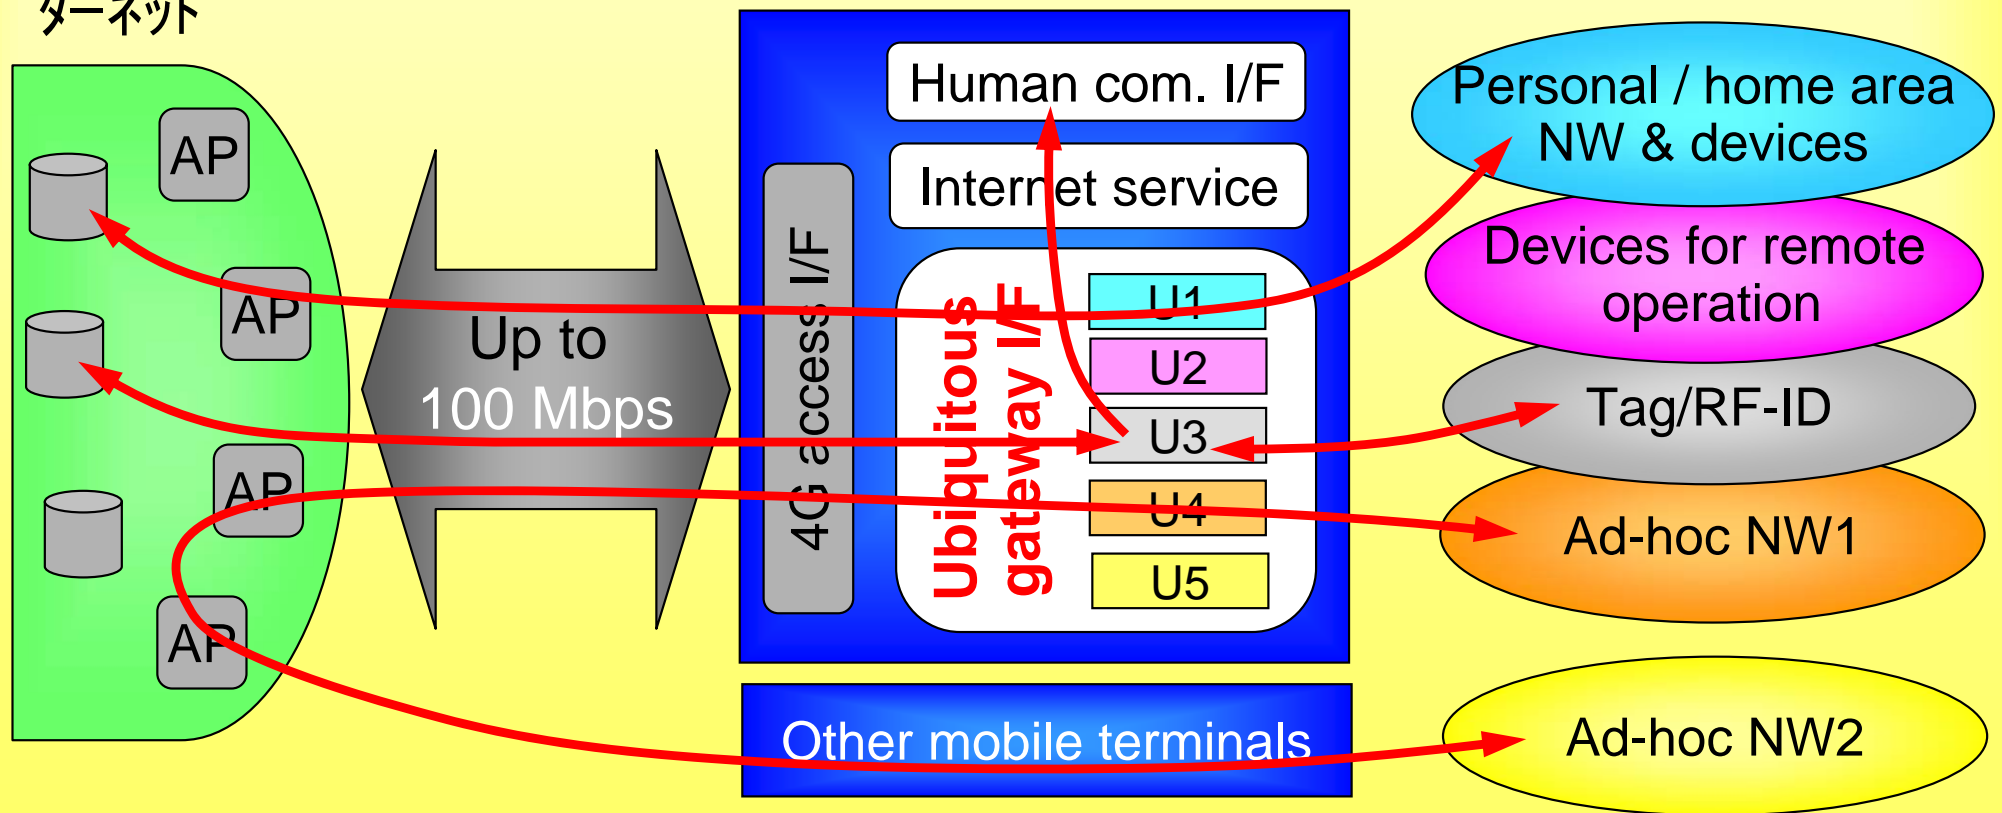 ターネット
AP
AP
AP
AP
Up to
100 Mbps
4G access I/F
Human com. I/F
Internet service
Ubiquitous
gateway I/F
U1
U2
U3
U4
U5
Other mobile terminals
Personal / home area
NW & devices
Devices for remote
operation
Tag/RF-ID
Ad-hoc NW1
Ad-hoc NW2